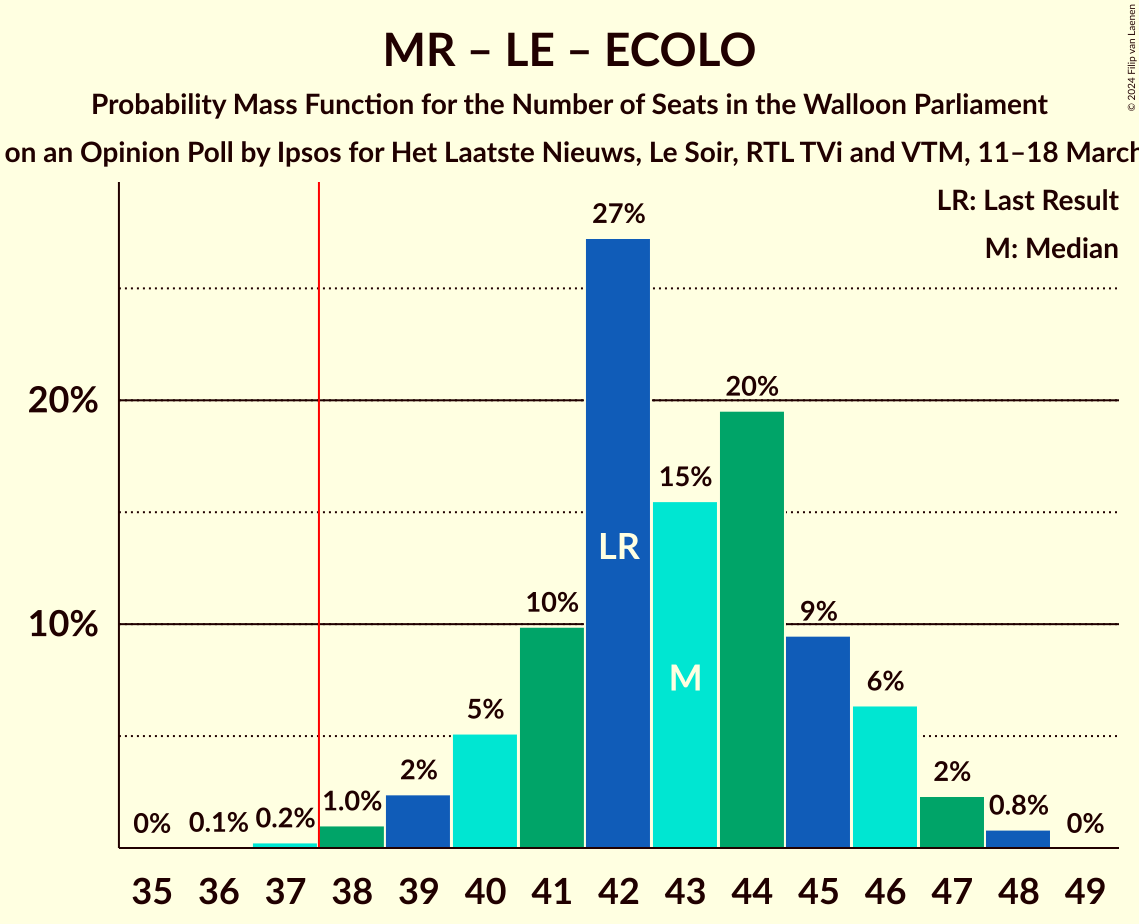 MR – LE – ECOLO
Probability Mass Function for the Number of Seats in the Walloon Parliament
on an Opinion Poll by Ipsos for Het Laatste Nieuws, Le Soir, RTL TVi and VTM, 11–18 March
© 2024 Filip van Laenen
LR: Last Result
M: Median
20%
10%
0% 0.1% 0.2% 1.0% 2% 5% 10% 27% 15% 20% 9% 6% 2% 0.8% 0%
LR
M
35 36 37 38 39 40 41 42 43 44 45 46 47 48 49